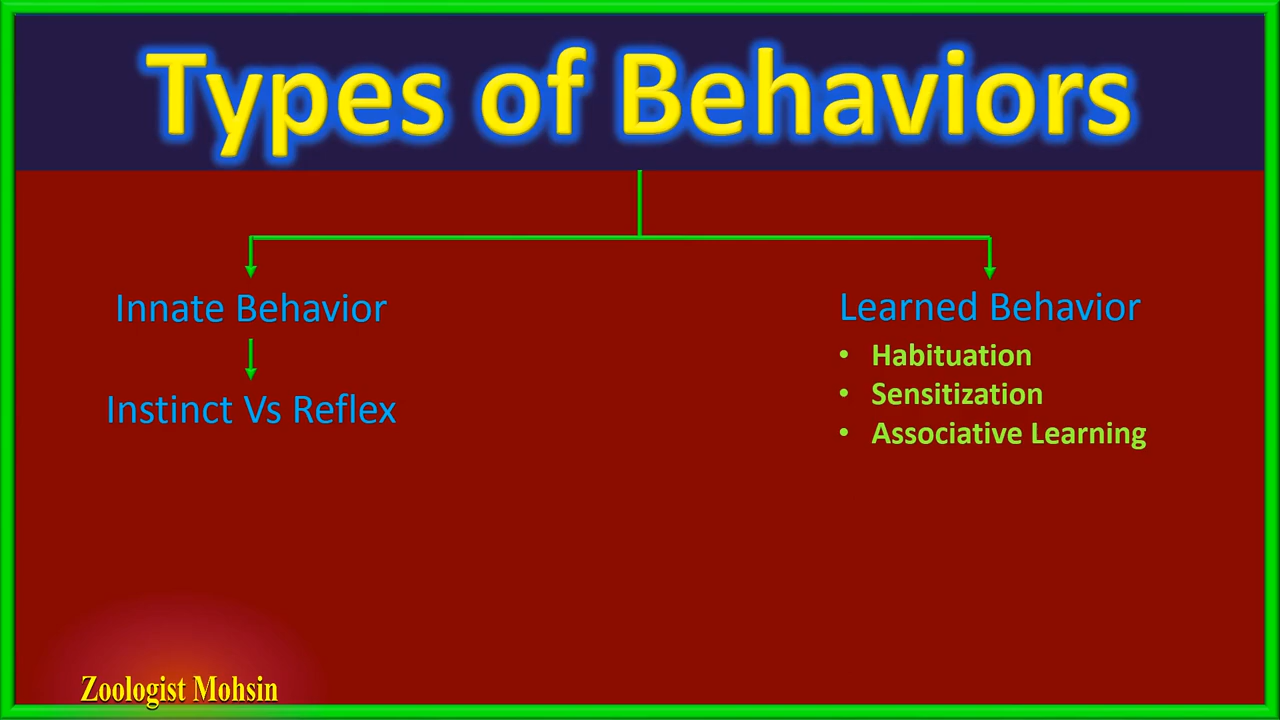 Types of Behaviors
Innate Behavior
Instinct Vs Reflex
Learned Behavior
• Habituation
• Sensitization
• Associative Learning
Zoologist Mohsin